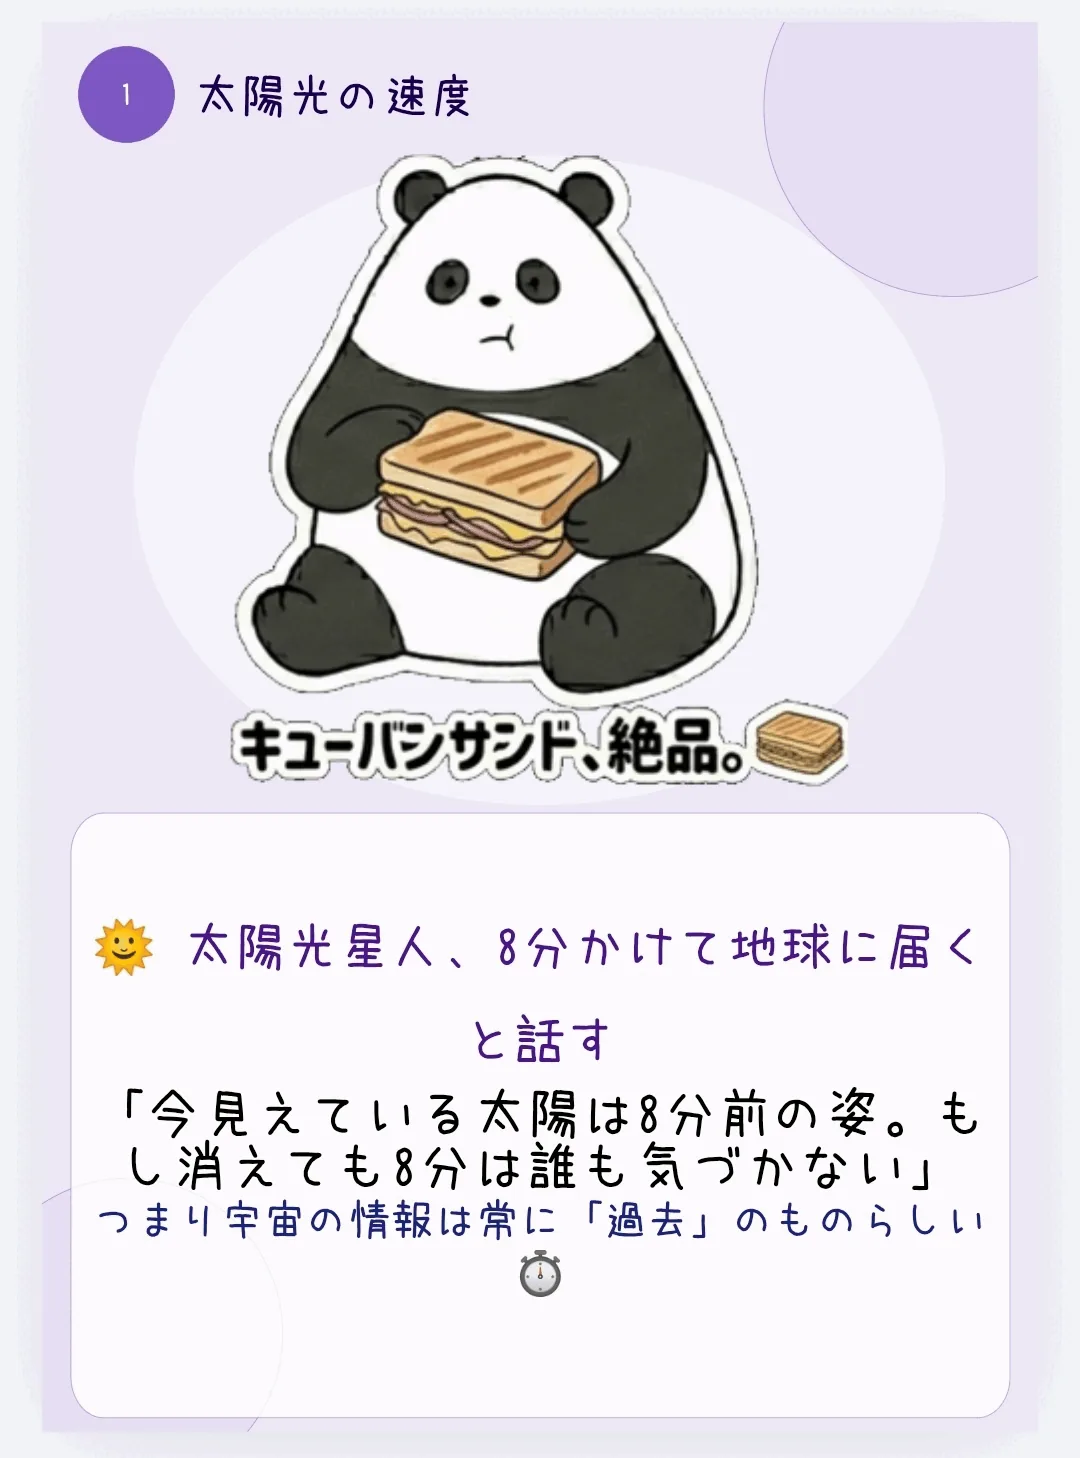 1
太陽光の速度
キューバンサンド、絶品。
🌞 太陽光星人、8分かけて地球に届く
と話す
「今見えている太陽は8分前の姿。も
し消えても8分は誰も気づかない」
つまり宇宙の情報は常に「過去」のものらしい
⏱